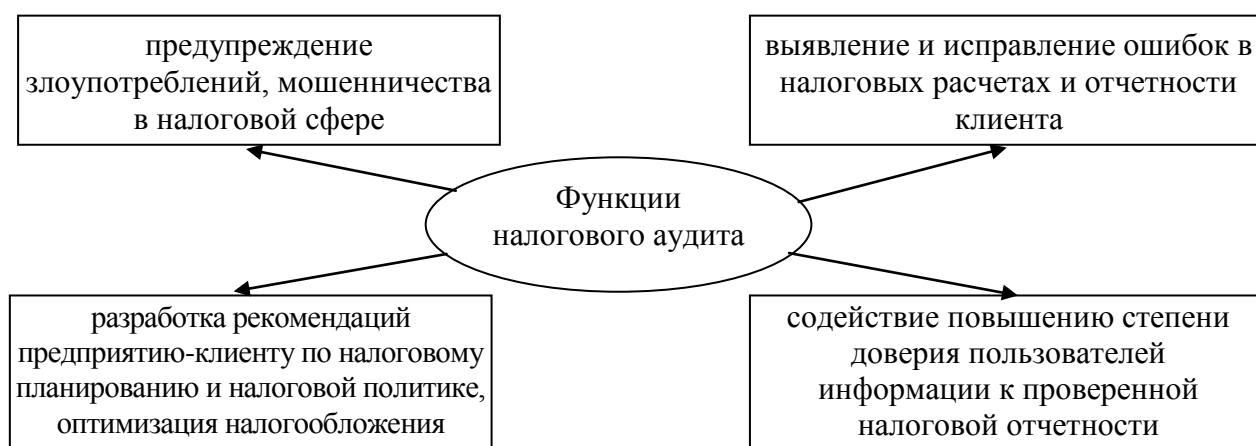 предупреждение
злоупотреблений, мошенничества
в налоговой сфере
выявление и исправление ошибок в
налоговых расчетах и отчетности
клиента
Функции
налогового аудита
разработка рекомендаций
предприятию-клиенту по налоговому
планированию и налоговой политике,
оптимизация налогообложения
содействие повышению степени
доверия пользователей
информации к проверенной
налоговой отчетности